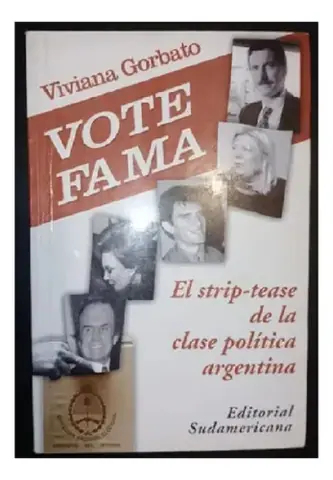 Viviana Gorbato
VOTE
FAMA
El strip-tease
de la
clase política
argentina
Editorial
Sudamericana